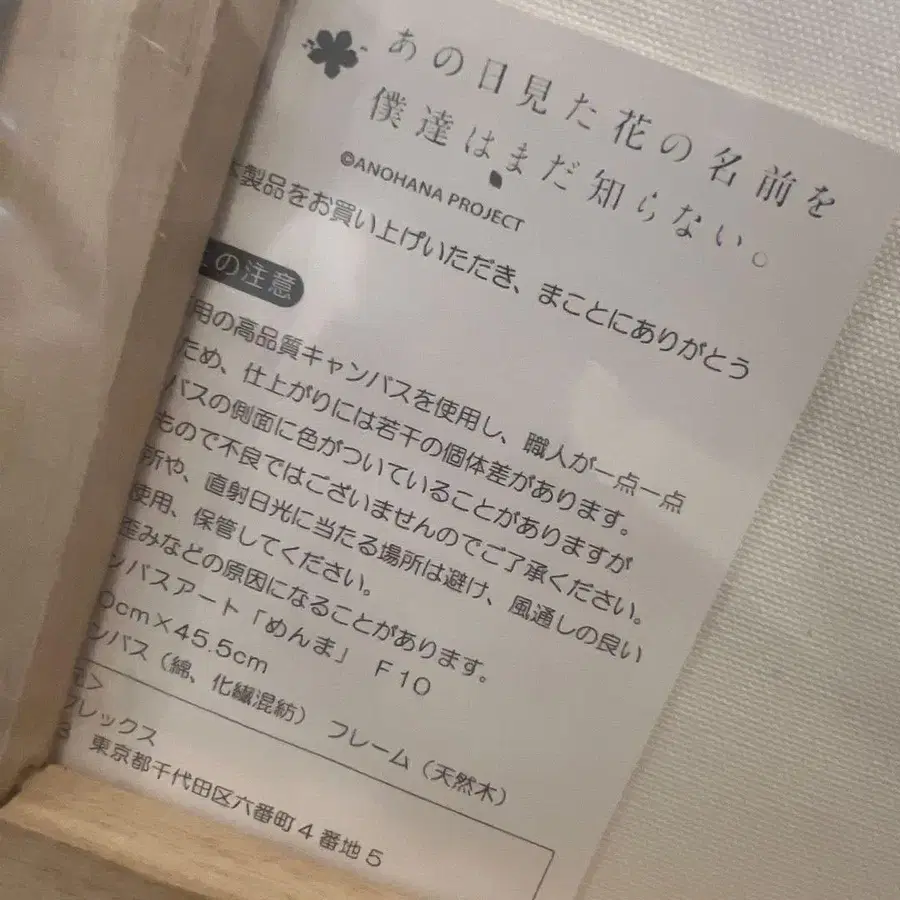 あの日見た花の名前を
僕達はまだ知らない。
©ANOHANA PROJECT
製品をお買い上げいただき、まことにありがとう
の注意
用の高品質キャンバスを使用し、職人が一点一点
ため、仕上がりには若干の個体差があります。
バスの側面に色がついていることがありますが
もので不良ではございませんのでご了承ください。
所や、直射日光に当たる場所は避け、風通しの良い
使用、保管してください。
歪みなどの原因になることがあります。
ンバスアート「めんま」 F10
0cm×45.5cm
ンバス（綿、化繊混紡） フレーム（天然木）
元＞
フレックス
東京都千代田区六番町4番地5